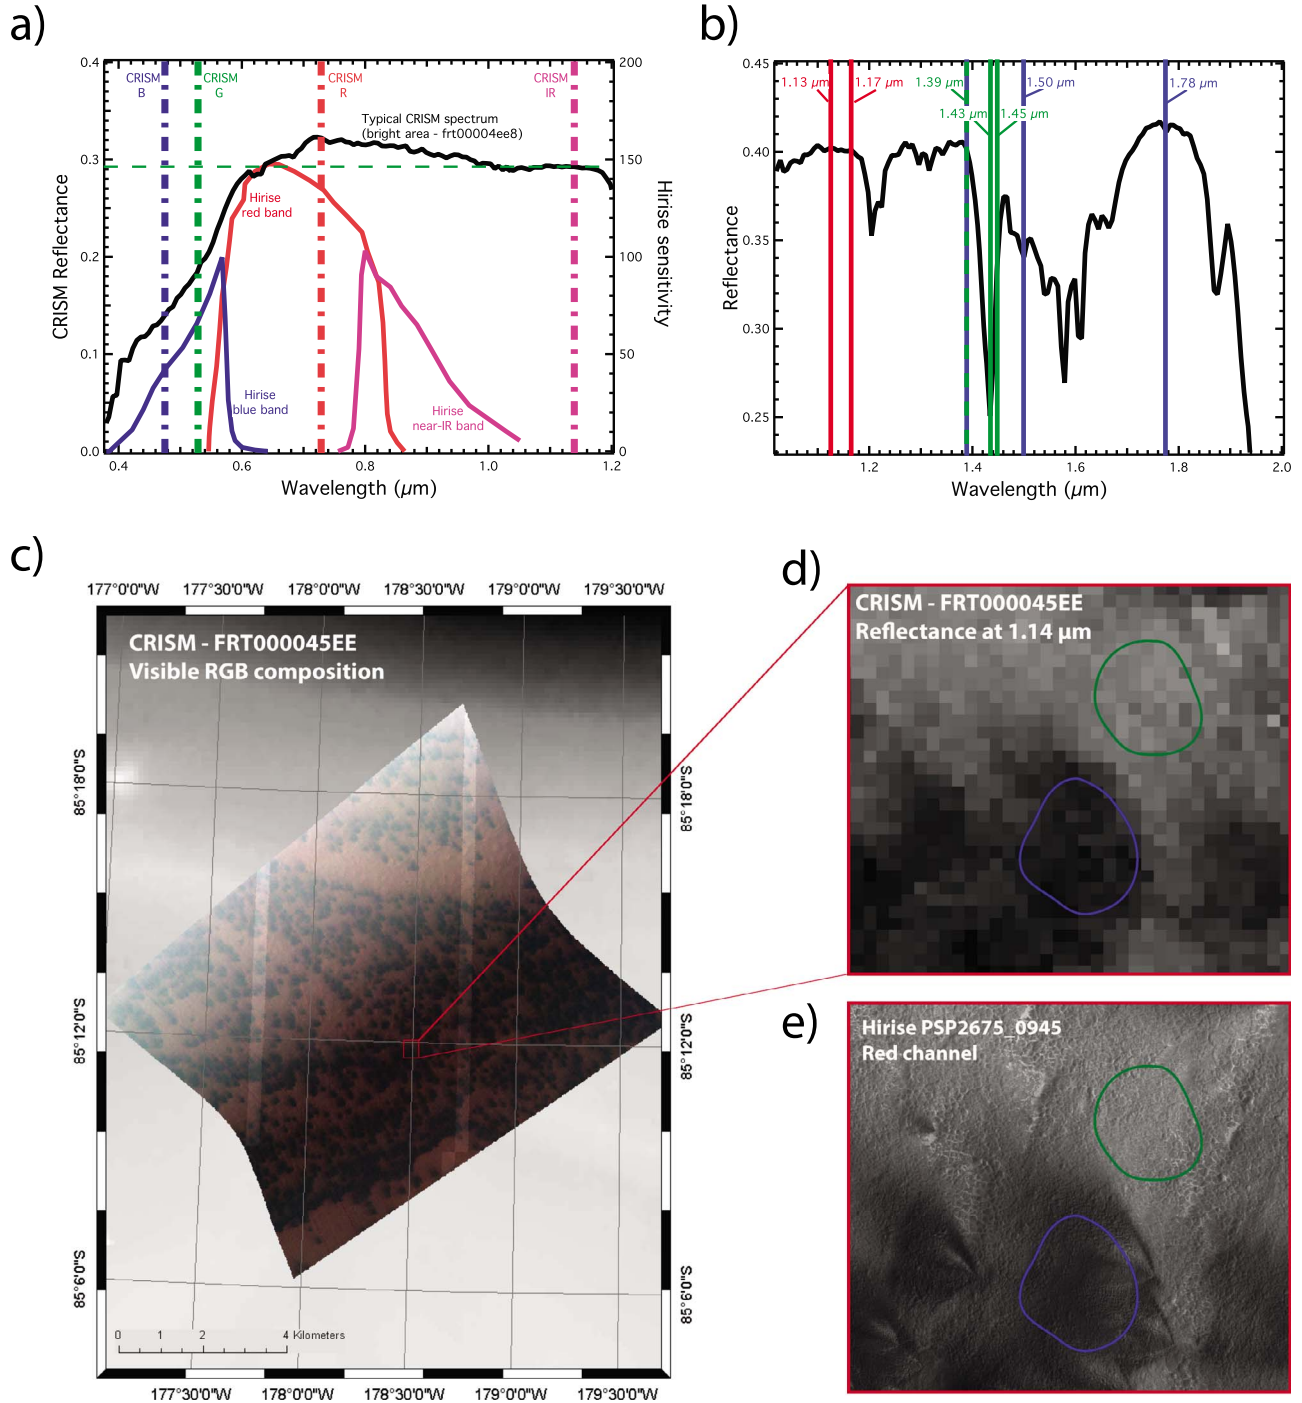 a)
CRISM
B
CRISM
G
CRISM
R
CRISM
IR
Typical CRISM spectrum
(bright area - frt00004ee8)
Hirise
red band
Hirise
blue band
Hirise
near-IR band
0.4
0.3
0.2
0.1
0.0
200
150
100
50
0
CRISM Reflectance
Hirise sensitivity
0.4
0.6
0.8
1.0
1.2
Wavelength (µm)
b)
0.45
0.40
0.35
0.30
0.25
Reflectance
1.13 µm
1.17 µm
1.39 µm
1.50 µm
1.78 µm
1.43 µm
1.45 µm
1.2
1.4
1.6
1.8
2.0
Wavelength (µm)
c)
177°0'0"W
177°30'0"W
178°0'0"W
178°30'0"W
179°0'0"W
179°30'0"W
CRISM - FRT000045EE
Visible RGB composition
85°18'0"S
85°12'0"S
85°6'0"S
85°18'0"S
85°12'0"S
85°6'0"S
0 1 2 4 Kilometers
177°30'0"W
178°0'0"W
178°30'0"W
179°0'0"W
179°30'0"W
d)
CRISM - FRT000045EE
Reflectance at 1.14 µm
e)
Hirise PSP2675_0945
Red channel